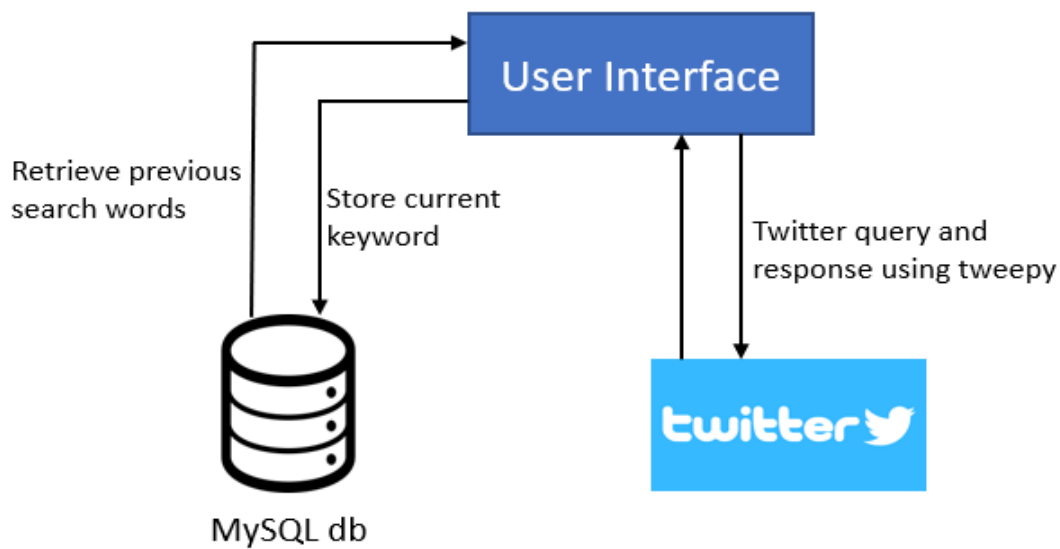 User Interface
Retrieve previous
search words
Store current
keyword
Twitter query and
response using tweepy
twitter
MySQL db